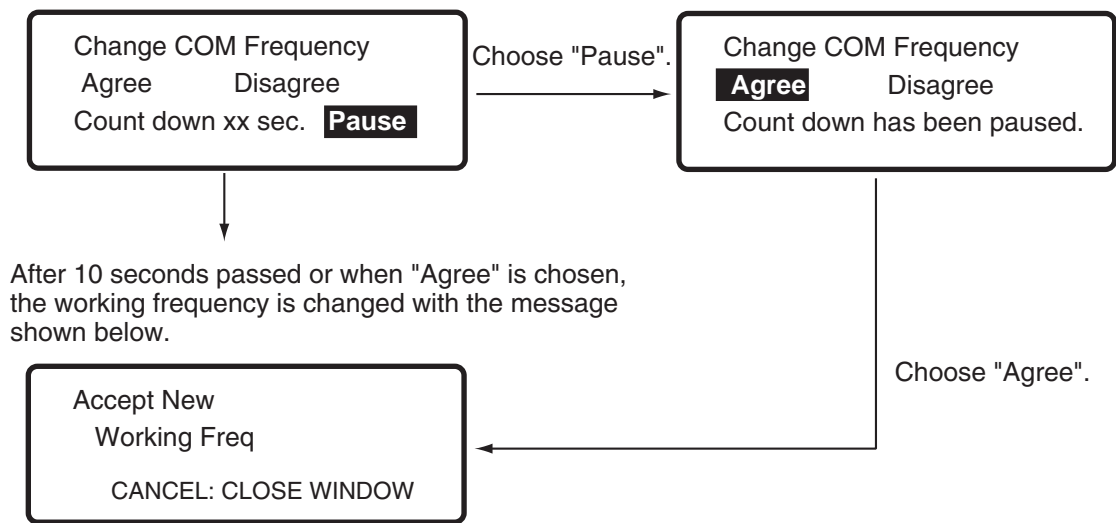 Change COM Frequency
Agree Disagree
Count down xx sec. Pause
Choose "Pause".
Change COM Frequency
Agree Disagree
Count down has been paused.
After 10 seconds passed or when "Agree" is chosen,
the working frequency is changed with the message
shown below.
Choose "Agree".
Accept New
Working Freq
CANCEL: CLOSE WINDOW